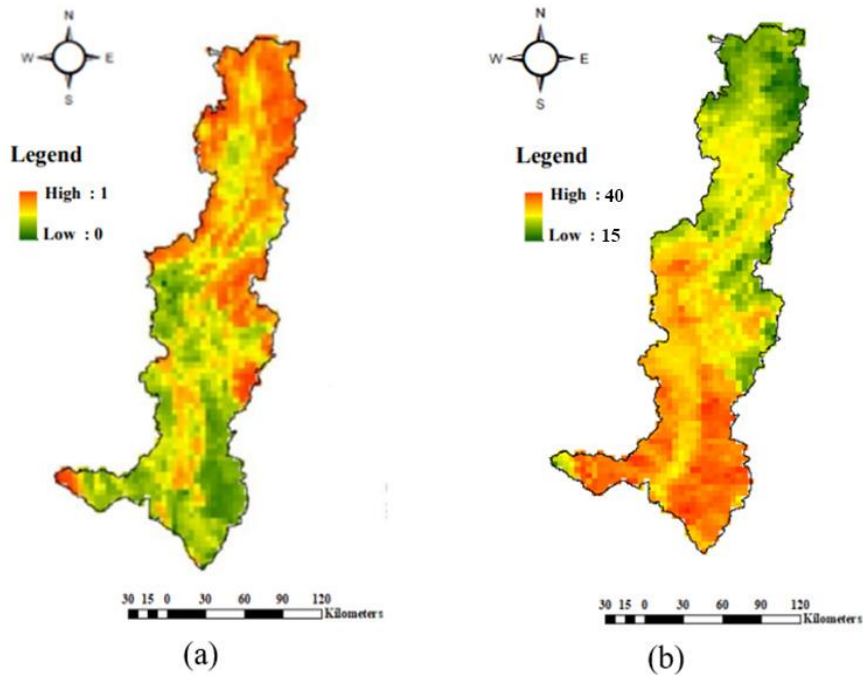 N
W E
S
Legend
High : 1
Low : 0
30 15 0 30 60 90 120
Kilometers
(a)
N
W E
S
Legend
High : 40
Low : 15
30 15 0 30 60 90 120
Kilometers
(b)